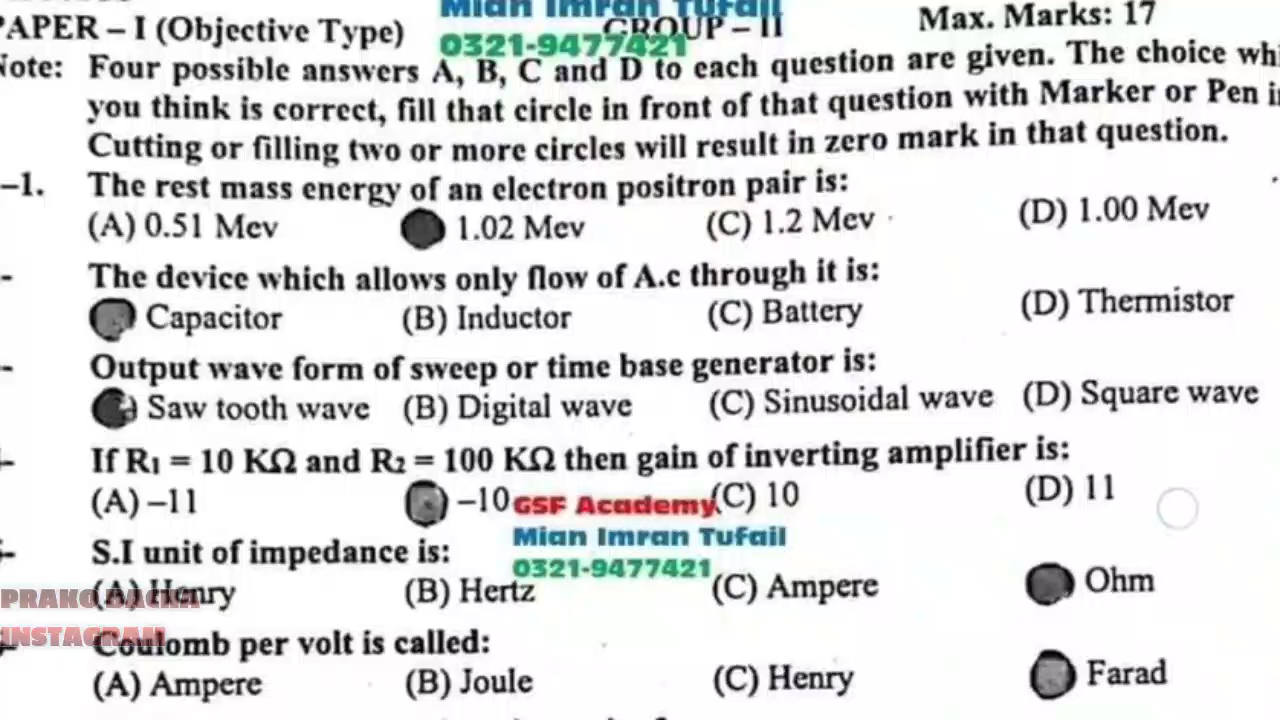 Mian Imran Tufail
PAPER – I (Objective Type) GROUP – II Max. Marks: 17
0321-9477421
Note: Four possible answers A, B, C and D to each question are given. The choice whi
you think is correct, fill that circle in front of that question with Marker or Pen in
Cutting or filling two or more circles will result in zero mark in that question.
–1. The rest mass energy of an electron positron pair is:
(A) 0.51 Mev 1.02 Mev (C) 1.2 Mev (D) 1.00 Mev
- The device which allows only flow of A.c through it is:
Capacitor (B) Inductor (C) Battery (D) Thermistor
- Output wave form of sweep or time base generator is:
Saw tooth wave (B) Digital wave (C) Sinusoidal wave (D) Square wave
- If R1 = 10 KΩ and R2 = 100 KΩ then gain of inverting amplifier is:
(A) –11 –10 (C) 10 (D) 11
GSF Academy
Mian Imran Tufail
0321-9477421
- S.I unit of impedance is:
(A) Henry (B) Hertz (C) Ampere Ohm
PRAKO BACHA
INSTAGRAM
- Coulomb per volt is called:
(A) Ampere (B) Joule (C) Henry Farad